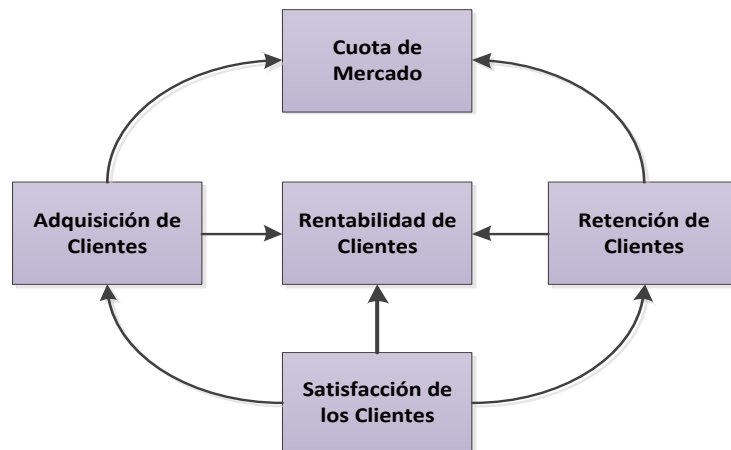 Cuota de
Mercado
Adquisición de
Clientes
Rentabilidad de
Clientes
Retención de
Clientes
Satisfacción de
los Clientes